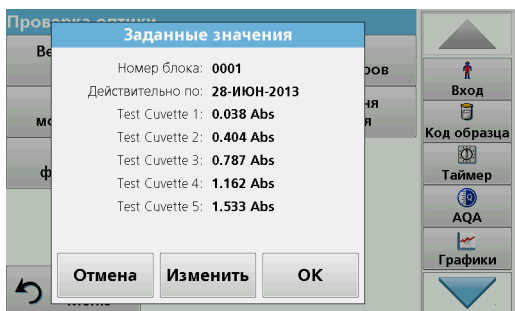 Проверка оптики
Заданные значения
Номер блока: 0001
Действительно по: 28-ИЮН-2013
Test Cuvette 1: 0.038 Abs
Test Cuvette 2: 0.404 Abs
Test Cuvette 3: 0.787 Abs
Test Cuvette 4: 1.162 Abs
Test Cuvette 5: 1.533 Abs
Отмена
Изменить
OK
Вход
Код образца
Таймер
AQA
Графики